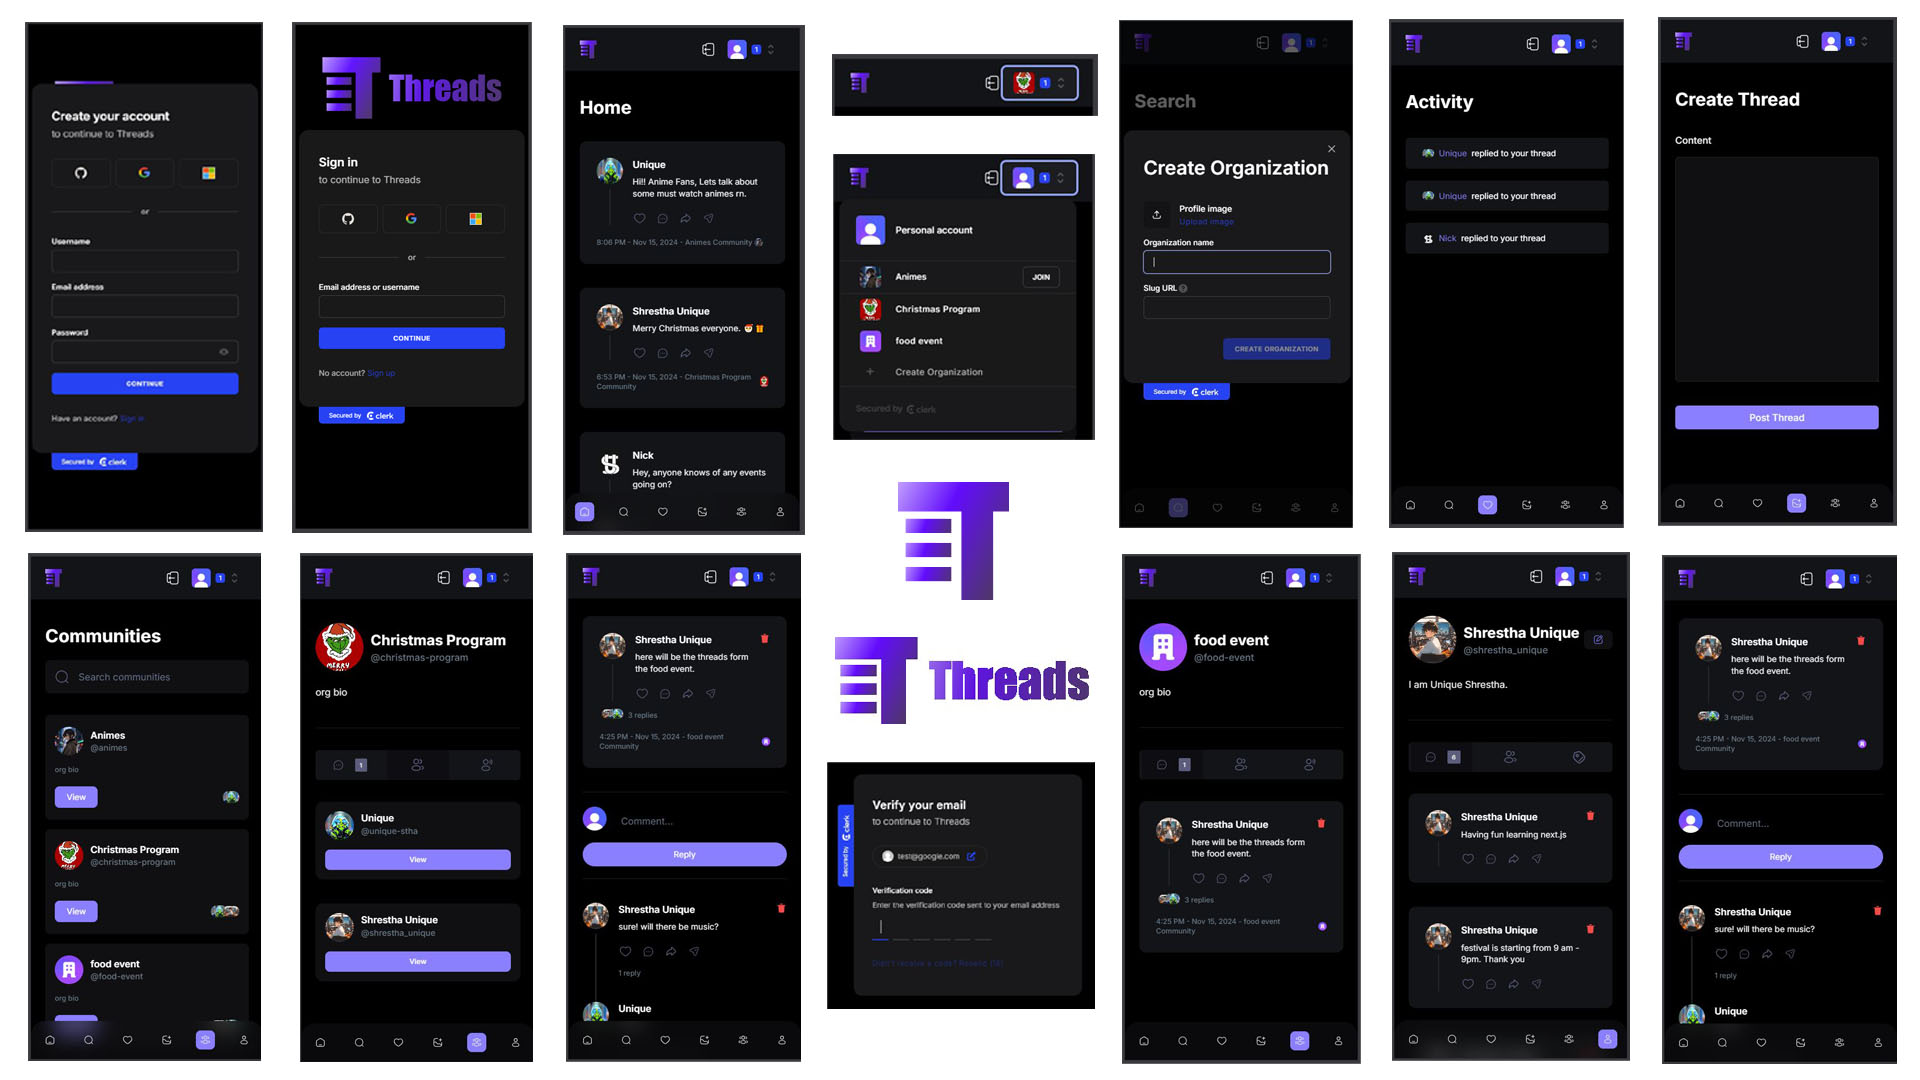 Create your account
to continue to Threads
or
Username
Email address
Password
CONTINUE
Have an account? Sign in
Secured by clerk
Threads
Sign in
to continue to Threads
or
Email address or username
CONTINUE
No account? Sign up
Secured by clerk
1
Home
Unique
Hi!! Anime Fans, Lets talk about
some must watch animes rn.
8:06 PM - Nov 15, 2024 - Animes Community
Shrestha Unique
Merry Christmas everyone.
6:53 PM - Nov 15, 2024 - Christmas Program
Community
Nick
Hey, anyone knows of any events
going on?
1
1
Personal account
Animes
JOIN
Christmas Program
food event
Create Organization
Secured by clerk
1
Search
Create Organization
Profile image
Upload image
Organization name
Slug URL
CREATE ORGANIZATION
Secured by clerk
1
Activity
Unique replied to your thread
Unique replied to your thread
Nick replied to your thread
1
Create Thread
Content
Post Thread
1
Communities
Search communities
Animes
@animes
org bio
View
Christmas Program
@christmas-program
org bio
View
food event
@food-event
org bio
1
MERRY
Christmas Program
@christmas-program
org bio
1
Unique
@unique-stha
View
Shrestha Unique
@shrestha_unique
View
1
Shrestha Unique
here will be the threads form
the food event.
3 replies
4:25 PM - Nov 15, 2024 - food event
Community
Comment...
Reply
Shrestha Unique
sure! will there be music?
1 reply
Unique
Threads
Secured by clerk
Verify your email
to continue to Threads
test@google.com
Verification code
Enter the verification code sent to your email address
Didn't receive a code? Resend (18)
1
food event
@food-event
org bio
1
Shrestha Unique
here will be the threads form
the food event.
3 replies
4:25 PM - Nov 15, 2024 - food event
Community
1
Shrestha Unique
@shrestha_unique
I am Unique Shrestha.
6
Shrestha Unique
Having fun learning next.js
Shrestha Unique
festival is starting from 9 am -
9pm. Thank you
1
Shrestha Unique
here will be the threads form
the food event.
3 replies
4:25 PM - Nov 15, 2024 - food event
Community
Comment...
Reply
Shrestha Unique
sure! will there be music?
1 reply
Unique